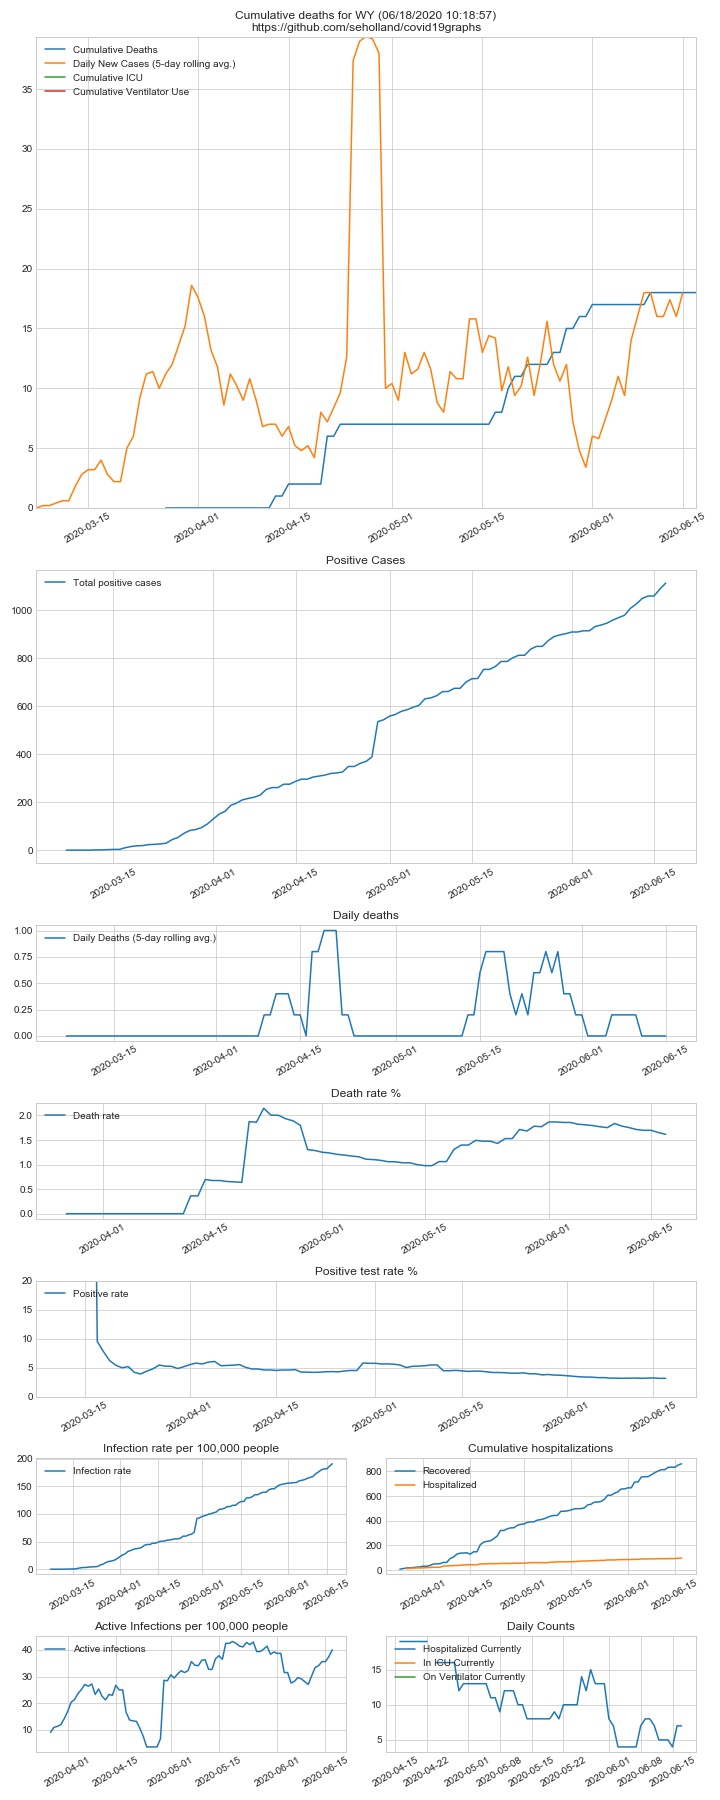 Cumulative deaths for WY (06/18/2020 10:18:57)
https://github.com/seholland/covid19graphs
Cumulative Deaths
Daily New Cases (5-day rolling avg.)
Cumulative ICU
Cumulative Ventilator Use
35
30
25
20
15
10
5
0
2020-03-15 2020-04-01 2020-04-15 2020-05-01 2020-05-15 2020-06-01 2020-06-15
Positive Cases
Total positive cases
1000
800
600
400
200
0
2020-03-15 2020-04-01 2020-04-15 2020-05-01 2020-05-15 2020-06-01 2020-06-15
Daily deaths
Daily Deaths (5-day rolling avg.)
1.00
0.75
0.50
0.25
0.00
2020-03-15 2020-04-01 2020-04-15 2020-05-01 2020-05-15 2020-06-01 2020-06-15
Death rate %
Death rate
2.0
1.5
1.0
0.5
0.0
2020-04-01 2020-04-15 2020-05-01 2020-05-15 2020-06-01 2020-06-15
Positive test rate %
Positive rate
20
15
10
5
0
2020-03-15 2020-04-01 2020-04-15 2020-05-01 2020-05-15 2020-06-01 2020-06-15
Infection rate per 100,000 people
Infection rate
200
150
100
50
0
2020-03-15 2020-04-01 2020-04-15 2020-05-01 2020-05-15 2020-06-01 2020-06-15
Cumulative hospitalizations
Recovered
Hospitalized
800
600
400
200
0
2020-04-01 2020-04-15 2020-05-01 2020-05-15 2020-06-01 2020-06-15
Active Infections per 100,000 people
Active infections
40
30
20
10
2020-04-01 2020-04-15 2020-05-01 2020-05-15 2020-06-01 2020-06-15
Daily Counts
Hospitalized Currently
In ICU Currently
On Ventilator Currently
15
10
5
2020-04-15 2020-04-22 2020-05-01 2020-05-08 2020-05-15 2020-05-22 2020-06-01 2020-06-08 2020-06-15